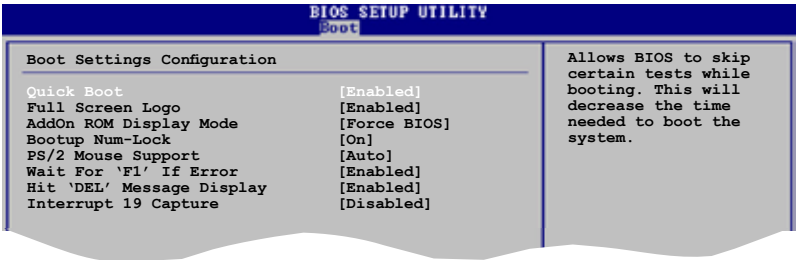 BIOS SETUP UTILITY
Boot
Boot Settings Configuration
Quick Boot [Enabled]
Full Screen Logo [Enabled]
AddOn ROM Display Mode [Force BIOS]
Bootup Num-Lock [On]
PS/2 Mouse Support [Auto]
Wait For ‘F1’ If Error [Enabled]
Hit ‘DEL’ Message Display [Enabled]
Interrupt 19 Capture [Disabled]
Allows BIOS to skip
certain tests while
booting. This will
decrease the time
needed to boot the
system.